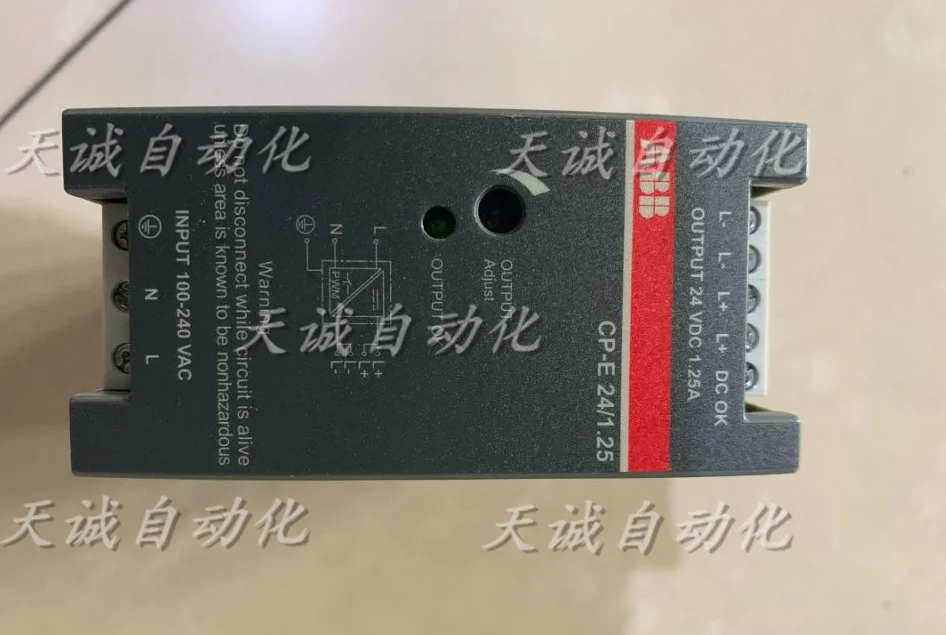 L- L- L+ L+ DC OK
OUTPUT 24 VDC 1.25A
ABB
CP-E 24/1.25
OUTPUT
Adjust
OUTPUT
L
N
PWM
L+
L+
L-
L-
Warning
Do not disconnect while circuit is alive
unless area is known to be nonhazardous
INPUT 100-240 VAC
N L
天诚自动化
天诚自动化
天诚自动化
天诚自动化
天诚自动化